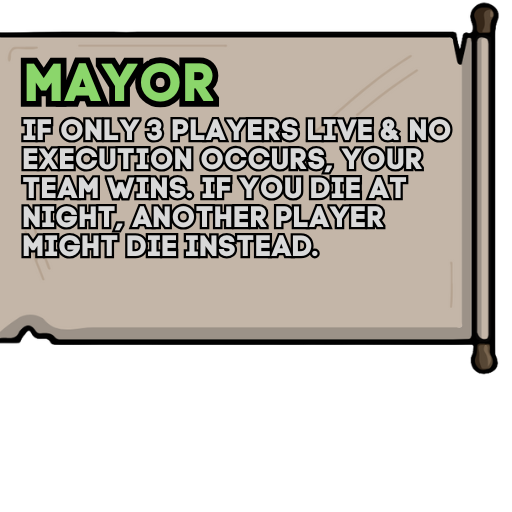 MAYOR
IF ONLY 3 PLAYERS LIVE & NO
EXECUTION OCCURS, YOUR
TEAM WINS. IF YOU DIE AT
NIGHT, ANOTHER PLAYER
MIGHT DIE INSTEAD.